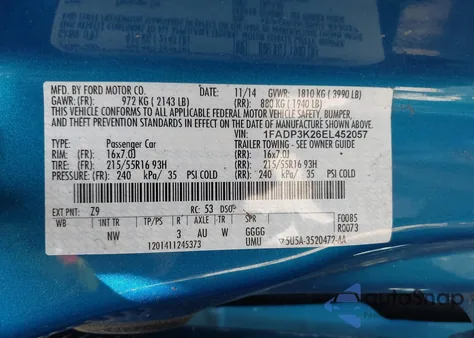 MFD. BY FORD MOTOR CO. 11/14 GVWR: 1810 KG ( 3990 LB)
GAWR: (FR): 972 KG ( 2143 LB) (RR): 880 KG ( 1940 LB)
THIS VEHICLE CONFORMS TO ALL APPLICABLE FEDERAL MOTOR VEHICLE SAFETY, BUMPER,
AND THEFT PREVENTION STANDARDS IN EFFECT ON THE
DATE OF MANUFACTURE SHOWN ABOVE. VIN: 1FADP3K26EL452057
TYPE: Passenger Car TRAILER TOWING - SEE OWNER GUIDE
RIM: (FR): 16x7.0J (RR): 16x7.0J
TIRE: (FR): 215/55R16 93H (RR): 215/55R16 93H
PRESSURE: (FR): 240 kPa/ 35 PSI COLD (RR): 240 kPa/ 35 PSI COLD
EXT PNT: Z9 RC: 53 DSO:
WB INT TR TP/PS R AXLE TR SPR F0085
NW 3 AU W GGGG R0073
1201411245373 UMU 5U5A-3520472-AA
autoSnap